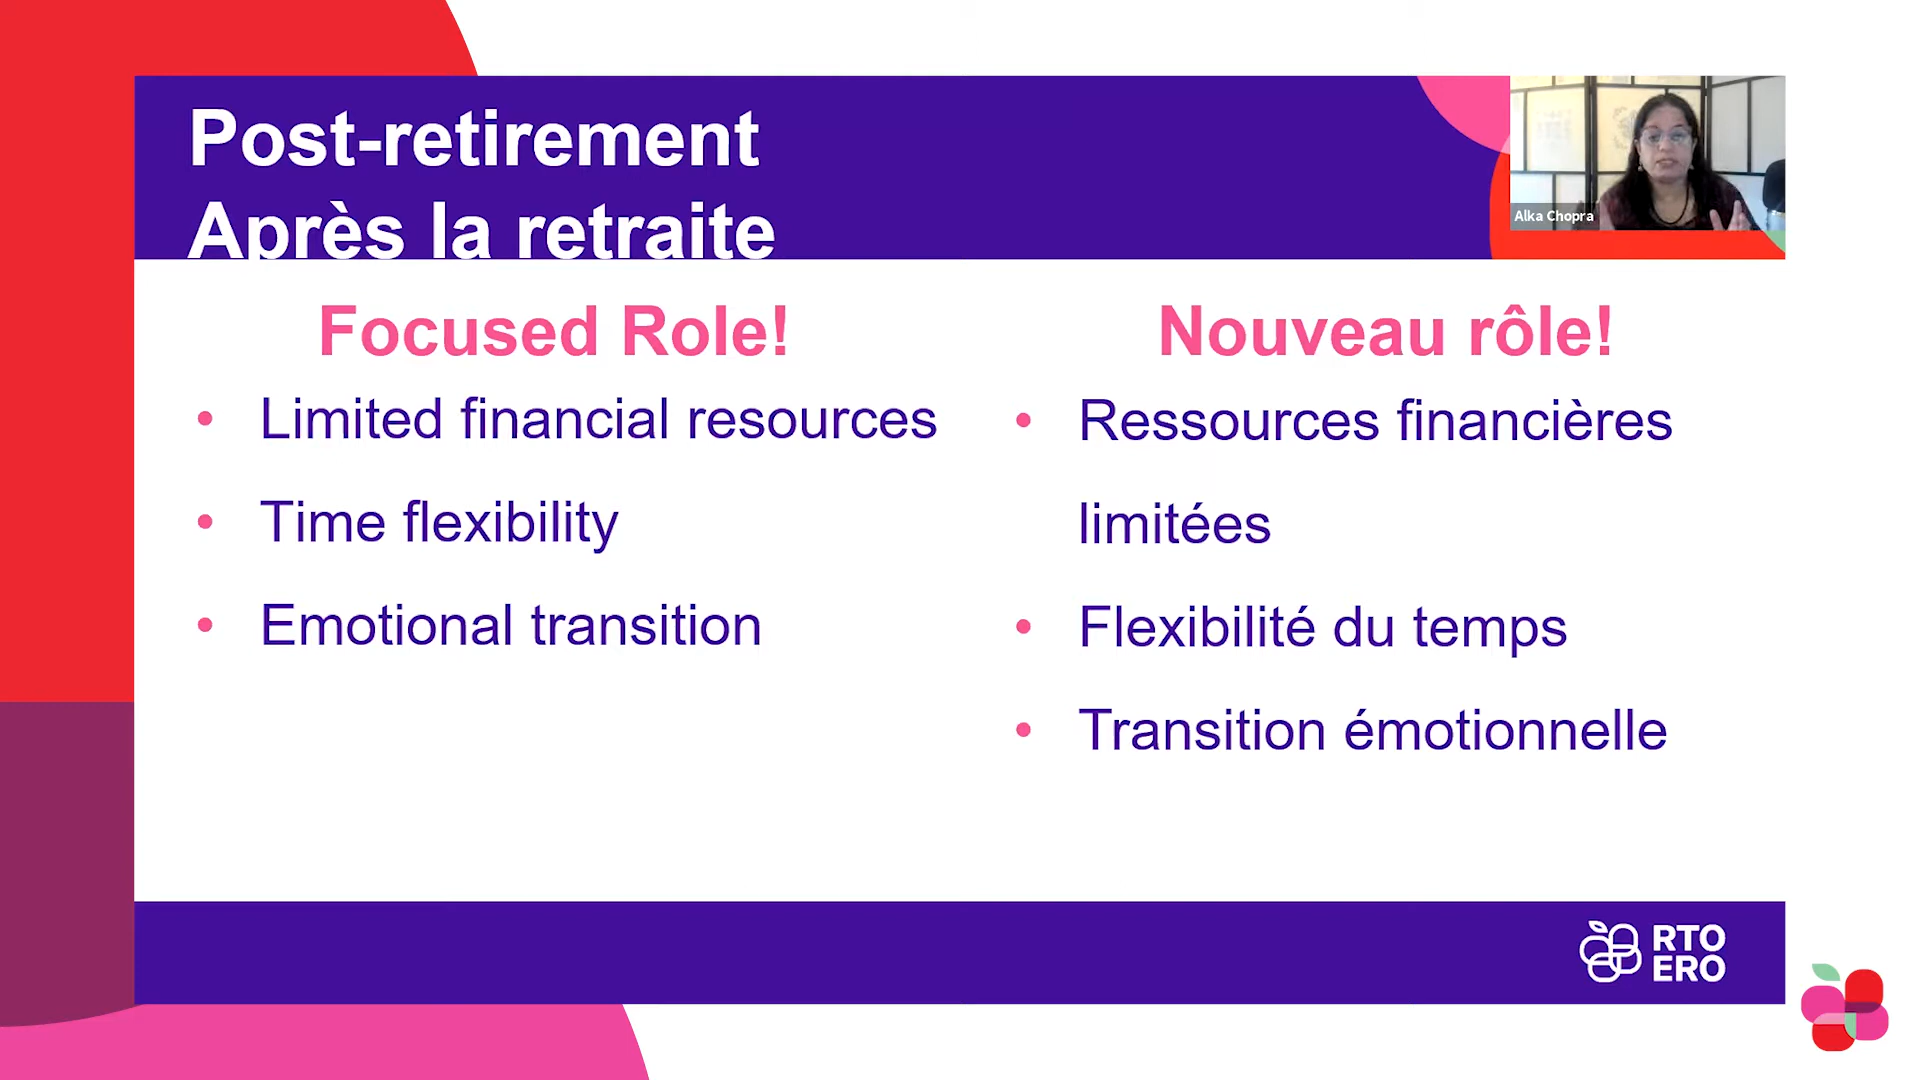 Post-retirement
Après la retraite
Alka Chopra
Focused Role!
• Limited financial resources
• Time flexibility
• Emotional transition
Nouveau rôle!
• Ressources financières
limitées
• Flexibilité du temps
• Transition émotionnelle
RTO
ERO